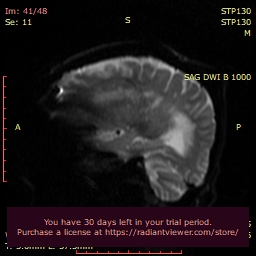 Im: 41/48
Se: 11
S
STP130
STP130
M
SAG DWI B 1000
A
P
You have 30 days left in your trial period.
Purchase a license at https://radiantviewer.com/store/